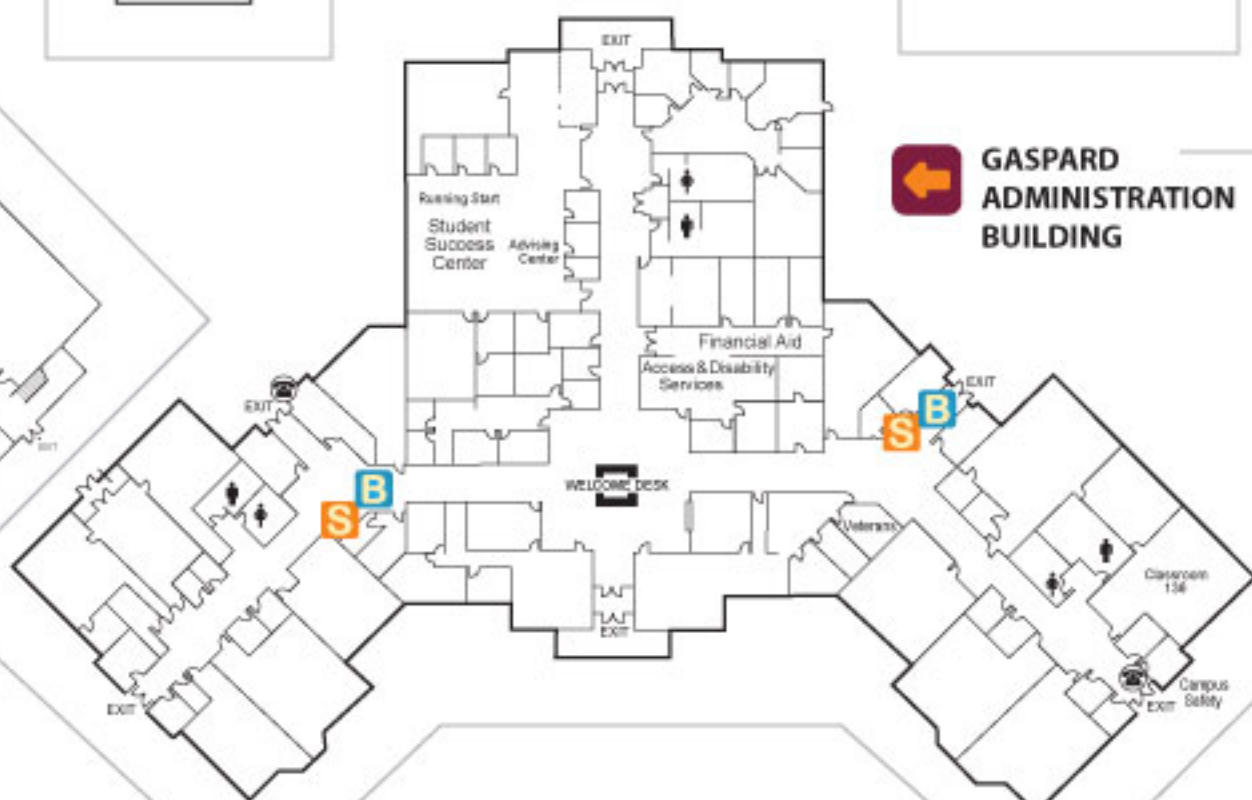 EXIT
GASPARD
ADMINISTRATION
BUILDING
Running Start
Student
Success
Center
Advising
Center
Financial Aid
Access & Disability
Services
EXIT
B
S
EXIT
EXIT
B
S
WELCOME DESK
Veterans
Classroom
136
EXIT
EXIT
Campus
Safety
EXIT